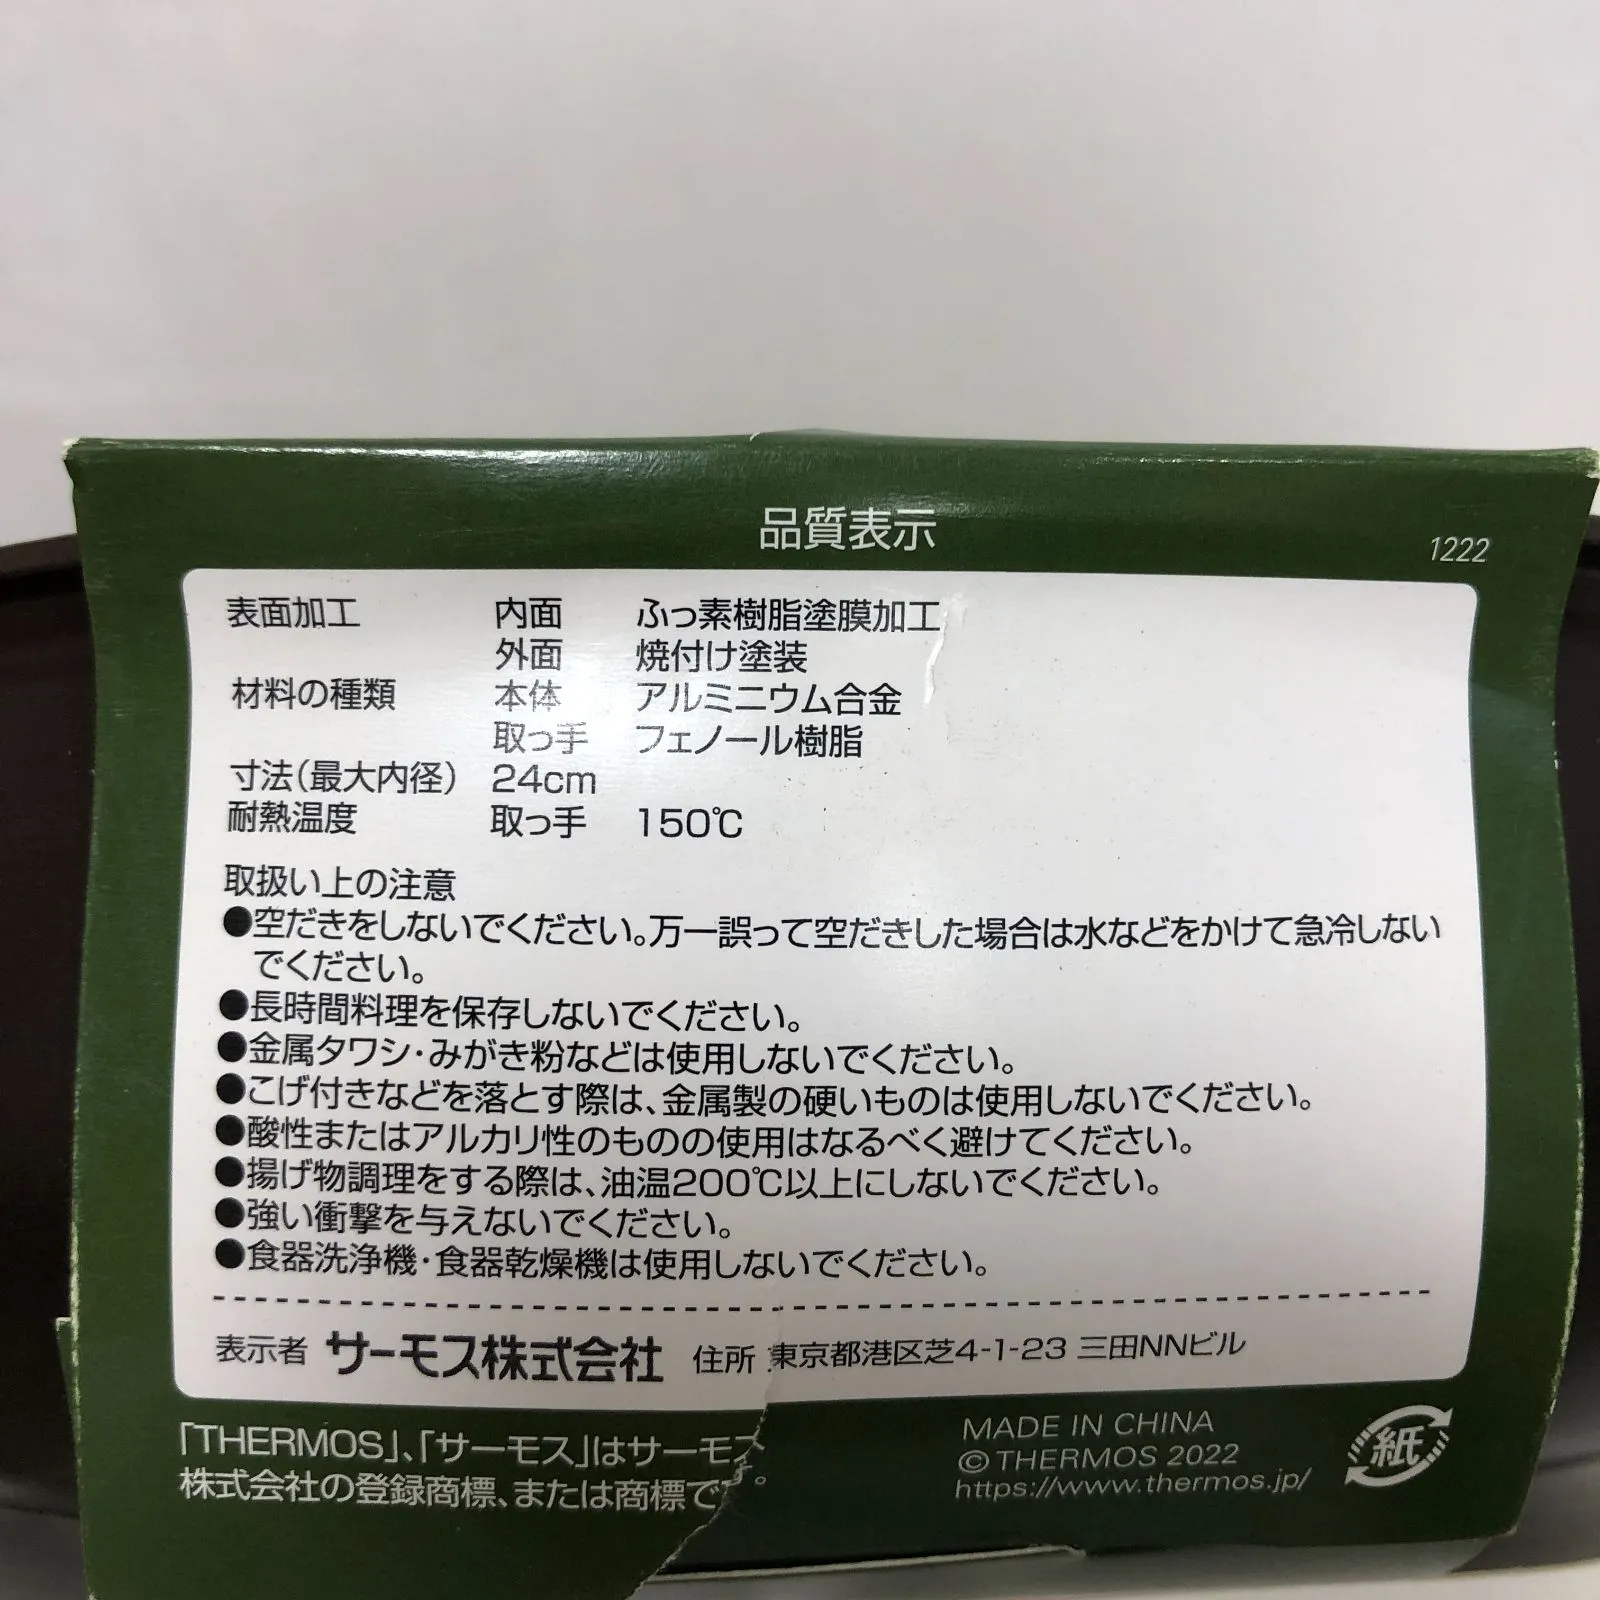 品質表示
1222
表面加工 内面 ふっ素樹脂塗膜加工
外面 焼付け塗装
材料の種類 本体 アルミニウム合金
取っ手 フェノール樹脂
寸法(最大内径) 24cm
耐熱温度 取っ手 150℃
取扱い上の注意
●空だきをしないでください。万一誤って空だきした場合は水などをかけて急冷しない
でください。
●長時間料理を保存しないでください。
●金属タワシ・みがき粉などは使用しないでください。
●こげ付きなどを落とす際は、金属製の硬いものは使用しないでください。
●酸性またはアルカリ性のものの使用はなるべく避けてください。
●揚げ物調理をする際は、油温200℃以上にしないでください。
●強い衝撃を与えないでください。
●食器洗浄機・食器乾燥機は使用しないでください。
表示者 サーモス株式会社 住所 東京都港区芝4-1-23 三田NNビル
「THERMOS」、「サーモス」はサーモス
株式会社の登録商標、または商標です。
MADE IN CHINA
©THERMOS 2022
https://www.thermos.jp/
紙